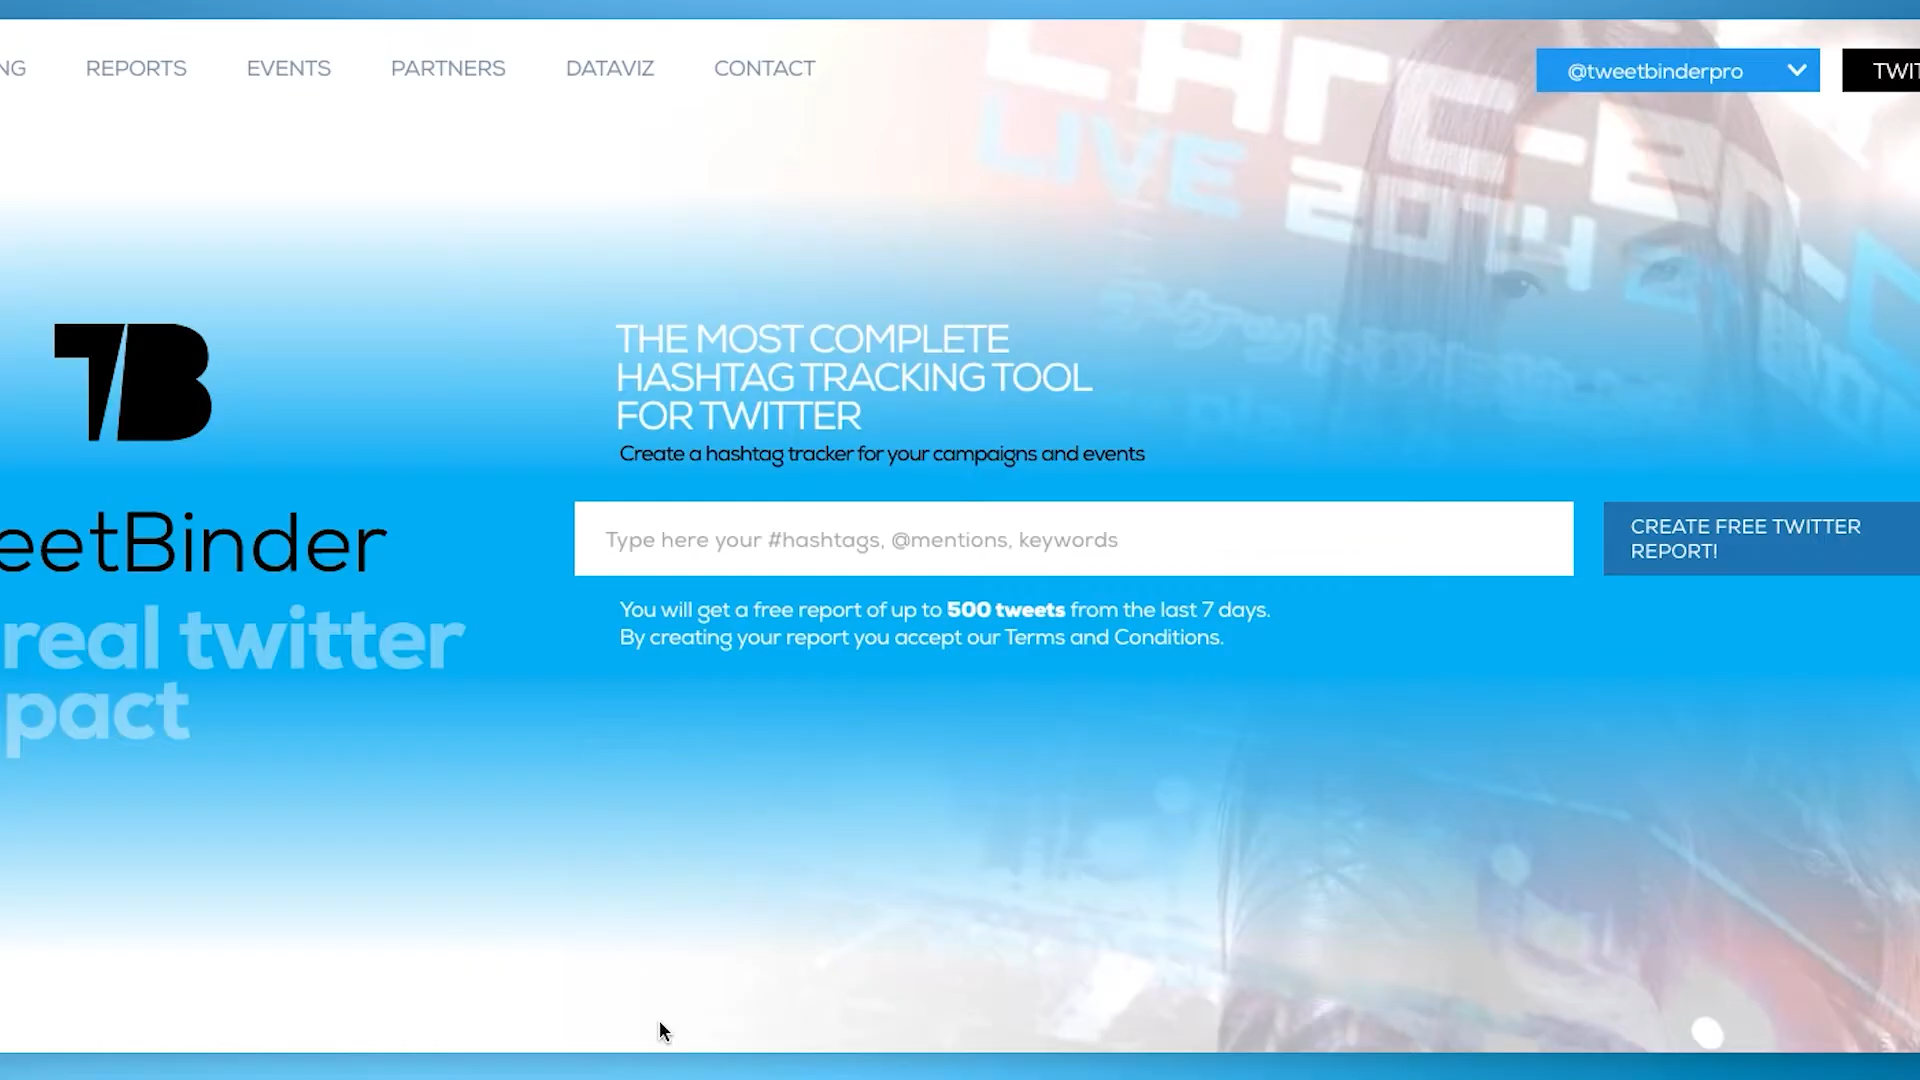 NG REPORTS EVENTS PARTNERS DATAVIZ CONTACT @tweetbinderpro TWIT
LIVE 2014
TB
THE MOST COMPLETE
HASHTAG TRACKING TOOL
FOR TWITTER
Create a hashtag tracker for your campaigns and events
eetBinder
Type here your #hashtags, @mentions, keywords
CREATE FREE TWITTER
REPORT!
real twitter
pact
You will get a free report of up to 500 tweets from the last 7 days.
By creating your report you accept our Terms and Conditions.